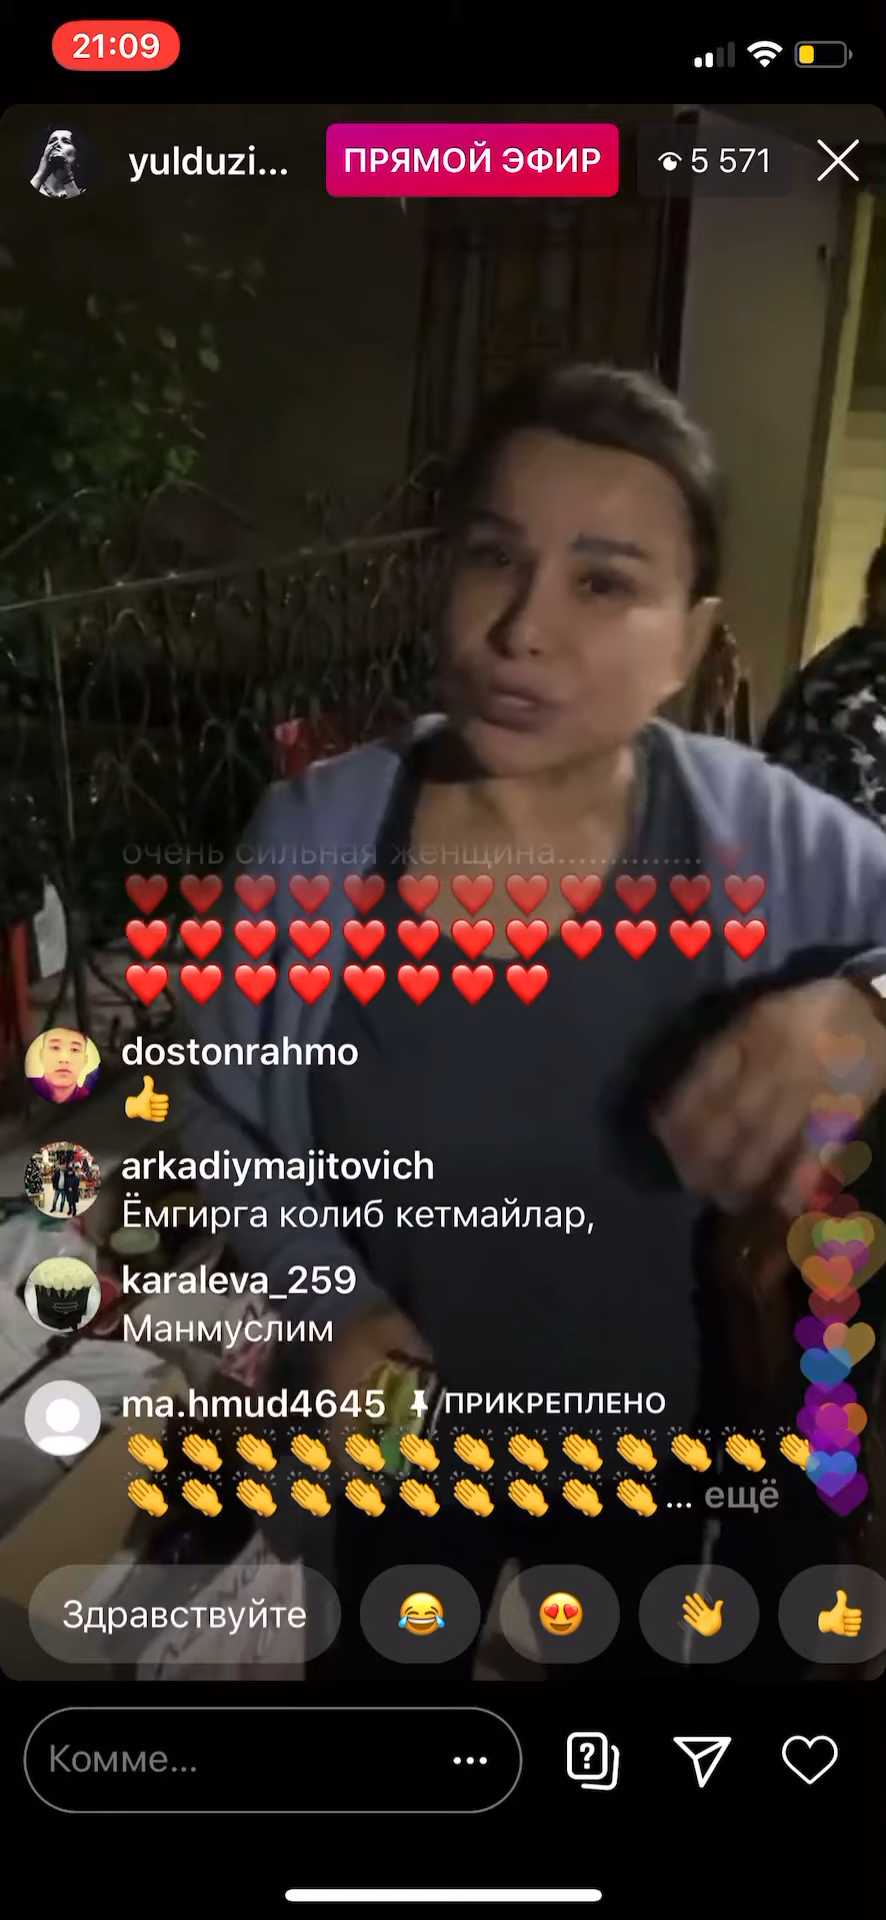 21:09
yulduzi...
ПРЯМОЙ ЭФИР
5 571
очень сильная женщина..............
dostonrahmo
arkadiymajitovich
Ёмгирга колиб кетмайлар,
karaleva_259
Манмуслим
ma.hmud4645 ПРИКРЕПЛЕНО
... ещё
Здравствуйте
Комме...